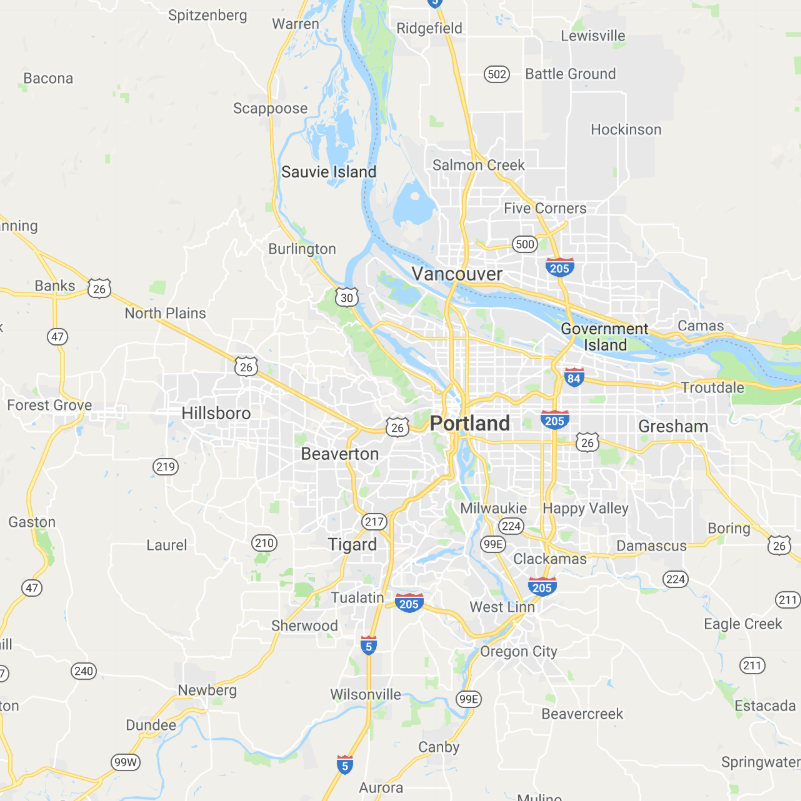 5
Spitzenberg
Warren
Ridgefield
Lewisville
Bacona
502
Battle Ground
Scappoose
Hockinson
Salmon Creek
Sauvie Island
Five Corners
nning
Burlington
500
205
Vancouver
Banks
26
30
North Plains
Government
Island
Camas
47
26
84
Troutdale
Forest Grove
Hillsboro
26
Portland
205
Gresham
26
Beaverton
219
Milwaukie
Happy Valley
Gaston
217
224
Boring
Laurel
210
Tigard
99E
Damascus
26
Clackamas
47
205
224
Tualatin
205
West Linn
211
Sherwood
Eagle Creek
ill
5
Oregon City
7
240
211
Newberg
Wilsonville
99E
ton
Estacada
Dundee
Beavercreek
Canby
99W
5
Springwater
Aurora
Mulino